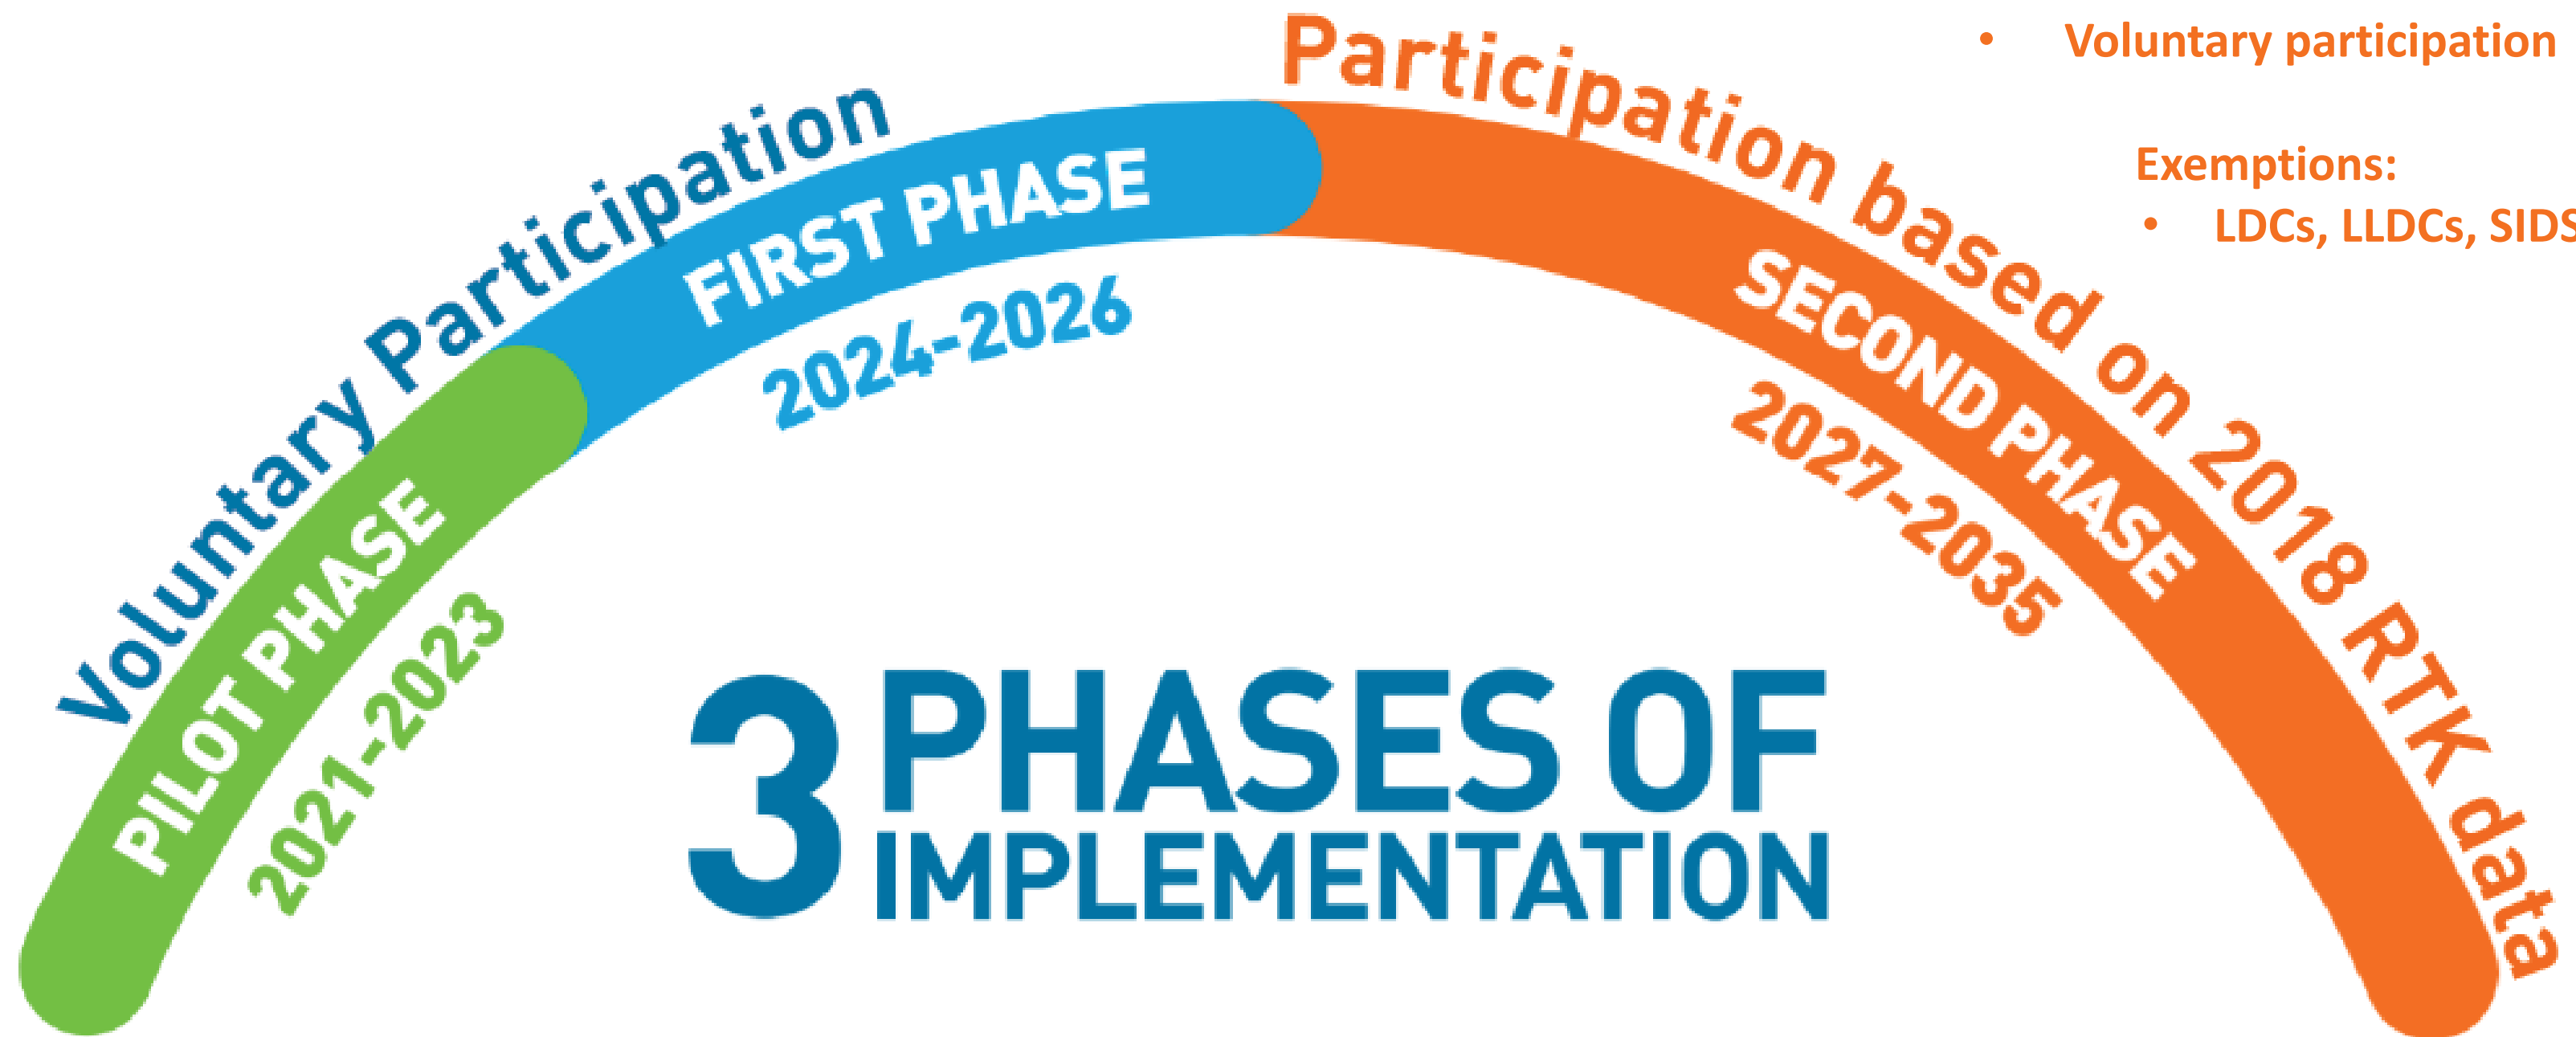 Voluntary Participation
PILOT PHASE
2021-2023
FIRST PHASE
2024-2026
Participation based on 2018 RTK data
SECOND PHASE
2027-2035
• Voluntary participation
Exemptions:
• LDCs, LLDCs, SIDS
3 PHASES OF
IMPLEMENTATION